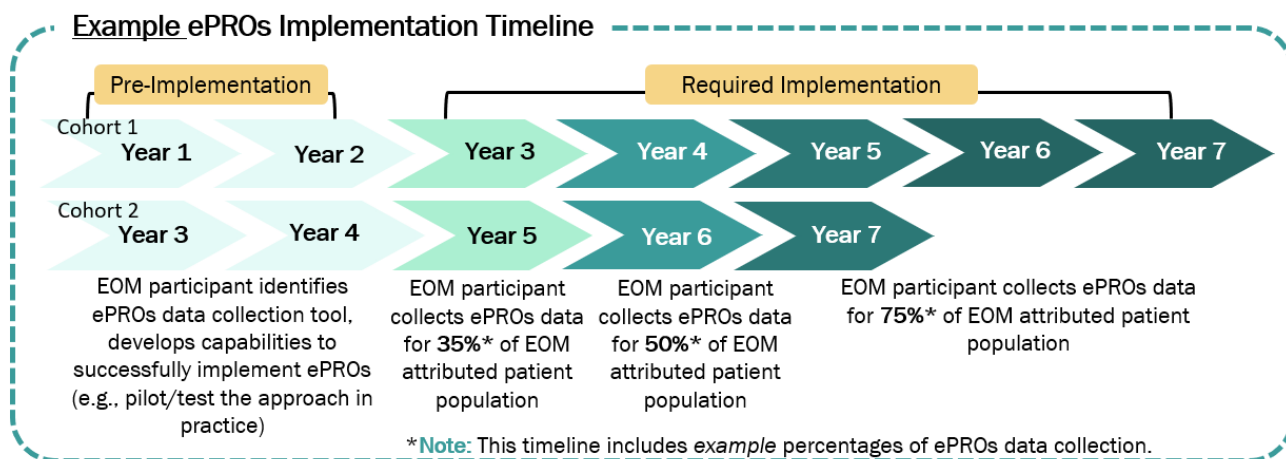 Example ePROs Implementation Timeline
Pre-Implementation
Required Implementation
Cohort 1
Year 1
Year 2
Year 3
Year 4
Year 5
Year 6
Year 7
Cohort 2
Year 3
Year 4
Year 5
Year 6
Year 7
EOM participant identifies
ePROs data collection tool,
develops capabilities to
successfully implement ePROs
(e.g., pilot/test the approach in
practice)
EOM participant
collects ePROs data
for 35%* of EOM
attributed patient
population
EOM participant
collects ePROs data
for 50%* of EOM
attributed patient
population
EOM participant collects ePROs data
for 75%* of EOM attributed patient
population
*Note: This timeline includes example percentages of ePROs data collection.